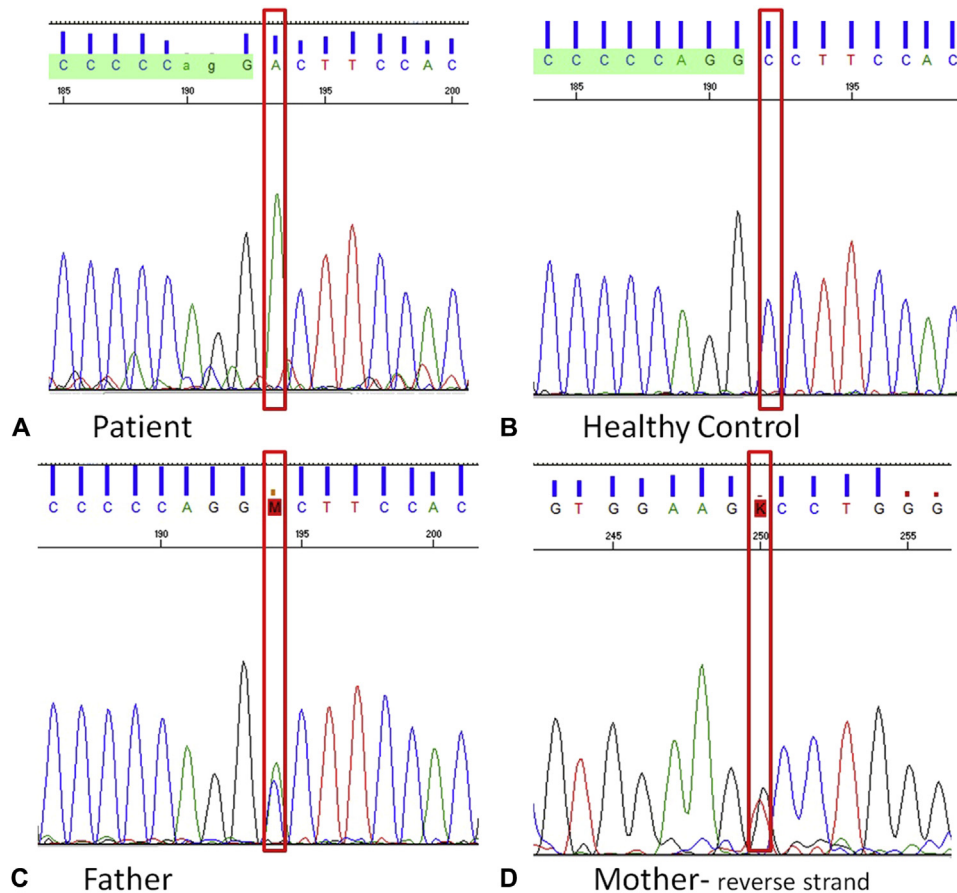 C C C C C a g G A C T T C C A C
185 190 195 200
A Patient
C C C C C A G G C C T T C C A C
185 190 195
B Healthy Control
C C C C C A G G M C T T C C A C
190 195 200
C Father
G T G G A A G K C C T G G G
245 250 255
D Mother- reverse strand